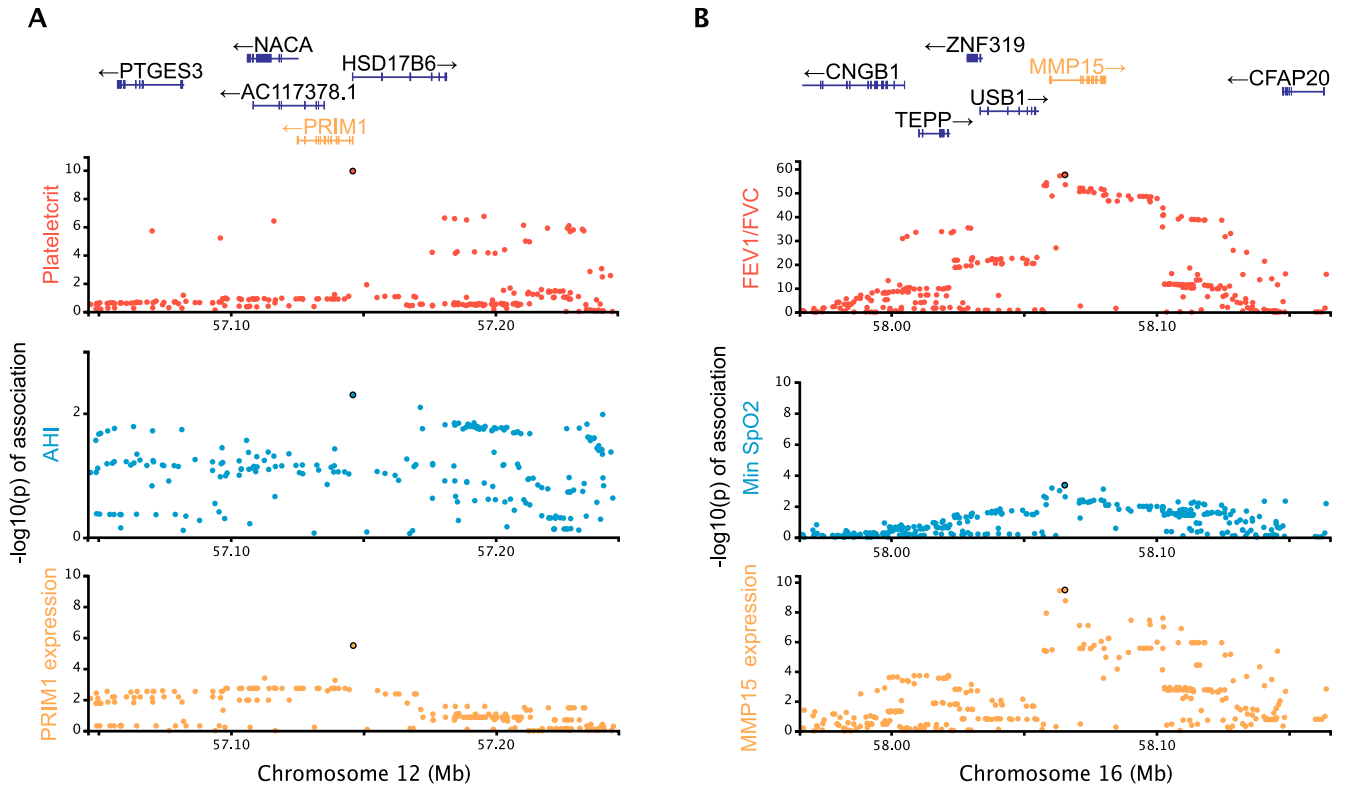 A
←NACA
HSD17B6→
←PTGES3
←AC117378.1
←PRIM1
10
8
6
4
2
0
Plateletcrit
57.10
57.20
2
0
AHI
57.10
57.20
-log10(p) of association
10
8
6
4
2
0
PRIM1 expression
57.10
57.20
Chromosome 12 (Mb)
B
←ZNF319
MMP15→
←CNGB1
←CFAP20
USB1→
TEPP→
60
50
40
30
20
10
0
FEV1/FVC
58.00
58.10
10
8
6
4
2
0
Min SpO2
58.00
58.10
-log10(p) of association
10
8
6
4
2
0
MMP15 expression
58.00
58.10
Chromosome 16 (Mb)